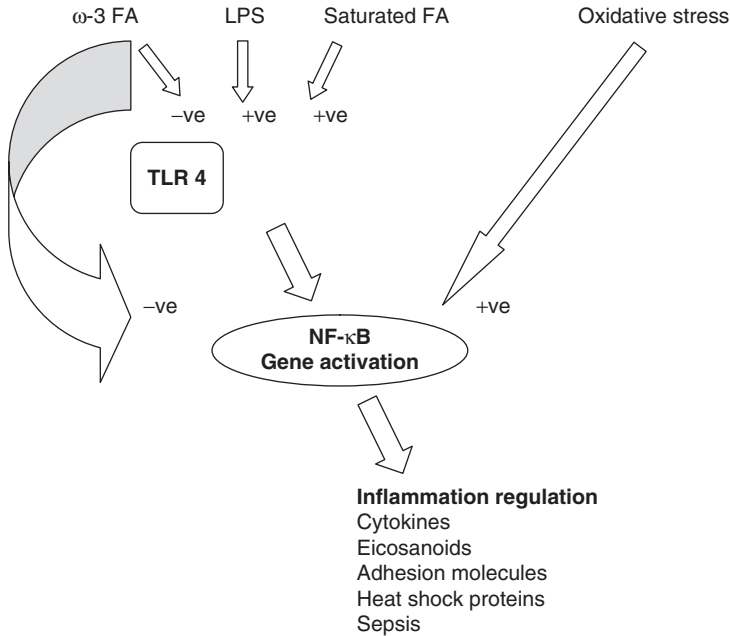 ω-3 FA LPS Saturated FA Oxidative stress
−ve +ve +ve
TLR 4
−ve +ve
NF-κB
Gene activation
Inflammation regulation
Cytokines
Eicosanoids
Adhesion molecules
Heat shock proteins
Sepsis